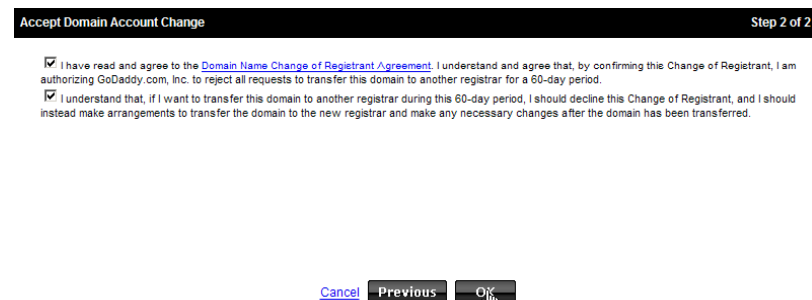 Accept Domain Account Change Step 2 of 2
I have read and agree to the Domain Name Change of Registrant Agreement. I understand and agree that, by confirming this Change of Registrant, I am
authorizing GoDaddy.com, Inc. to reject all requests to transfer this domain to another registrar for a 60-day period.
I understand that, if I want to transfer this domain to another registrar during this 60-day period, I should decline this Change of Registrant, and I should
instead make arrangements to transfer the domain to the new registrar and make any necessary changes after the domain has been transferred.
Cancel Previous OK